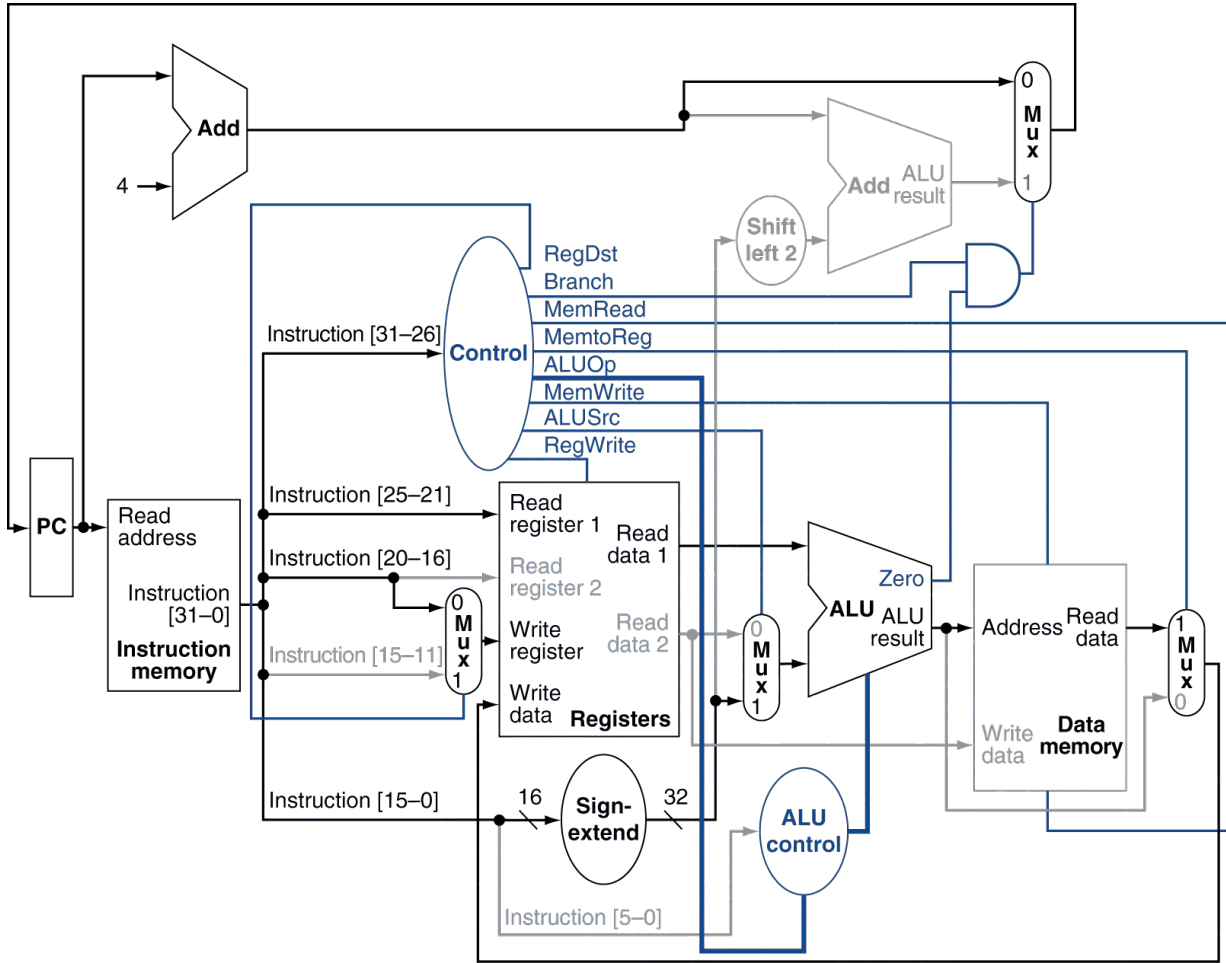 0
M
u
x
1
Add
4
Add
ALU
result
Shift
left 2
RegDst
Branch
MemRead
MemtoReg
ALUOp
MemWrite
ALUSrc
RegWrite
Control
Instruction [31–26]
Instruction [25–21]
Instruction [20–16]
Instruction [15–11]
Instruction [15–0]
Instruction [5–0]
PC
Read
address
Instruction
[31–0]
Instruction
memory
0
M
u
x
1
Read
register 1
Read
register 2
Write
register
Write
data
Read
data 1
Read
data 2
Registers
0
M
u
x
1
Zero
ALU
ALU
result
Address
Read
data
Write
data
Data
memory
1
M
u
x
0
16
Sign-
extend
32
ALU
control